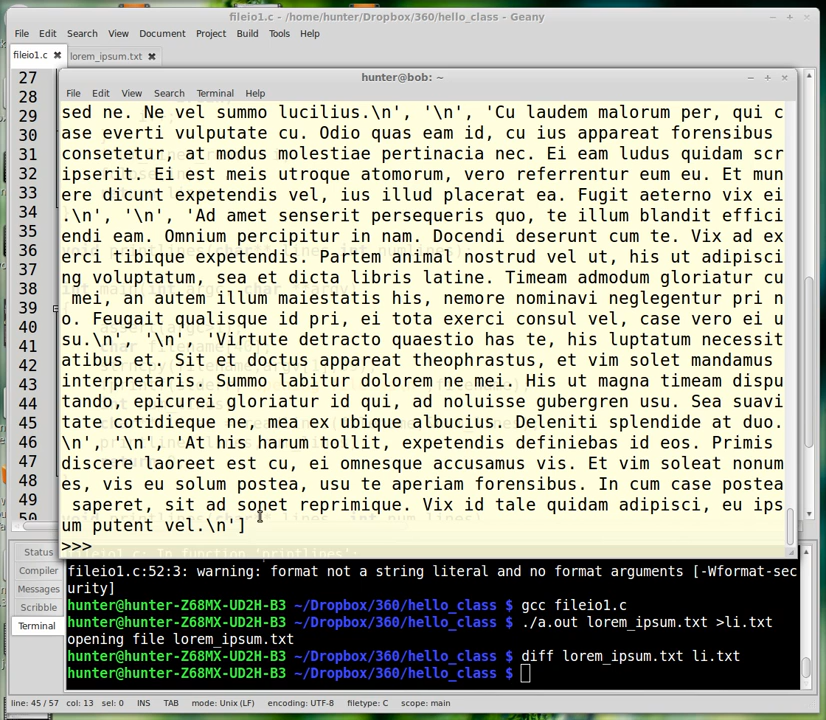 fileio1.c - /home/hunter/Dropbox/360/hello_class - Geany
File Edit Search View Document Project Build Tools Help
fileio1.c lorem_ipsum.txt
hunter@bob: ~
File Edit View Search Terminal Help
27
28
29
30
31
32
33
34
35
36
37
38
39
40
41
42
43
44
45
46
47
48
49
50
sed ne. Ne vel summo lucilius.\n', '\n', 'Cu laudem malorum per, qui c
ase everti vulputate cu. Odio quas eam id, cu ius appareat forensibus
consetetur, at modus molestiae pertinacia nec. Ei eam ludus quidam scr
ipserit. Ei est meis utroque atomorum, vero referrentur eum eu. Et mun
ere dicunt expetendis vel, ius illud placerat ea. Fugit aeterno vix ei
.\n', '\n', 'Ad amet senserit persequeris quo, te illum blandit effici
endi eam. Omnium percipitur in nam. Docendi deserunt cum te. Vix ad ex
erci tibique expetendis. Partem animal nostrud vel ut, his ut adipisci
ng voluptatum, sea et dicta libris latine. Timeam admodum gloriatur cu
mei, an autem illum maiestatis his, nemore nominavi neglegentur pri n
o. Feugait qualisque id pri, ei tota exerci consul vel, case vero ei u
su.\n', '\n', 'Virtute detracto quaestio has te, his luptatum necessit
atibus et. Sit et doctus appareat theophrastus, et vim solet mandamus
interpretaris. Summo labitur dolorem ne mei. His ut magna timeam dispu
tando, epicurei gloriatur id qui, ad noluisse gubergren usu. Sea suavi
tate cotidieque ne, mea ex ubique albucius. Deleniti splendide at duo.
\n', '\n', 'At his harum tollit, expetendis definiebas id eos. Primis
discere laoreet est cu, ei omnesque accusamus vis. Et vim soleat nonum
es, vis eu solum postea, usu te aperiam forensibus. In cum case postea
saperet, sit ad sonet reprimique. Vix id tale quidam adipisci, eu ips
um putent vel.\n']
>>>
Status
Compiler
Messages
Scribble
Terminal
fileio1.c: In function 'printlines':
fileio1.c:52:3: warning: format not a string literal and no format arguments [-Wformat-sec
urity]
hunter@hunter-Z68MX-UD2H-B3 ~/Dropbox/360/hello_class $ gcc fileio1.c
hunter@hunter-Z68MX-UD2H-B3 ~/Dropbox/360/hello_class $ ./a.out lorem_ipsum.txt >li.txt
opening file lorem_ipsum.txt
hunter@hunter-Z68MX-UD2H-B3 ~/Dropbox/360/hello_class $ diff lorem_ipsum.txt li.txt
hunter@hunter-Z68MX-UD2H-B3 ~/Dropbox/360/hello_class $
line: 45 / 57 col: 13 sel: 0 INS TAB mode: Unix (LF) encoding: UTF-8 filetype: C scope: main